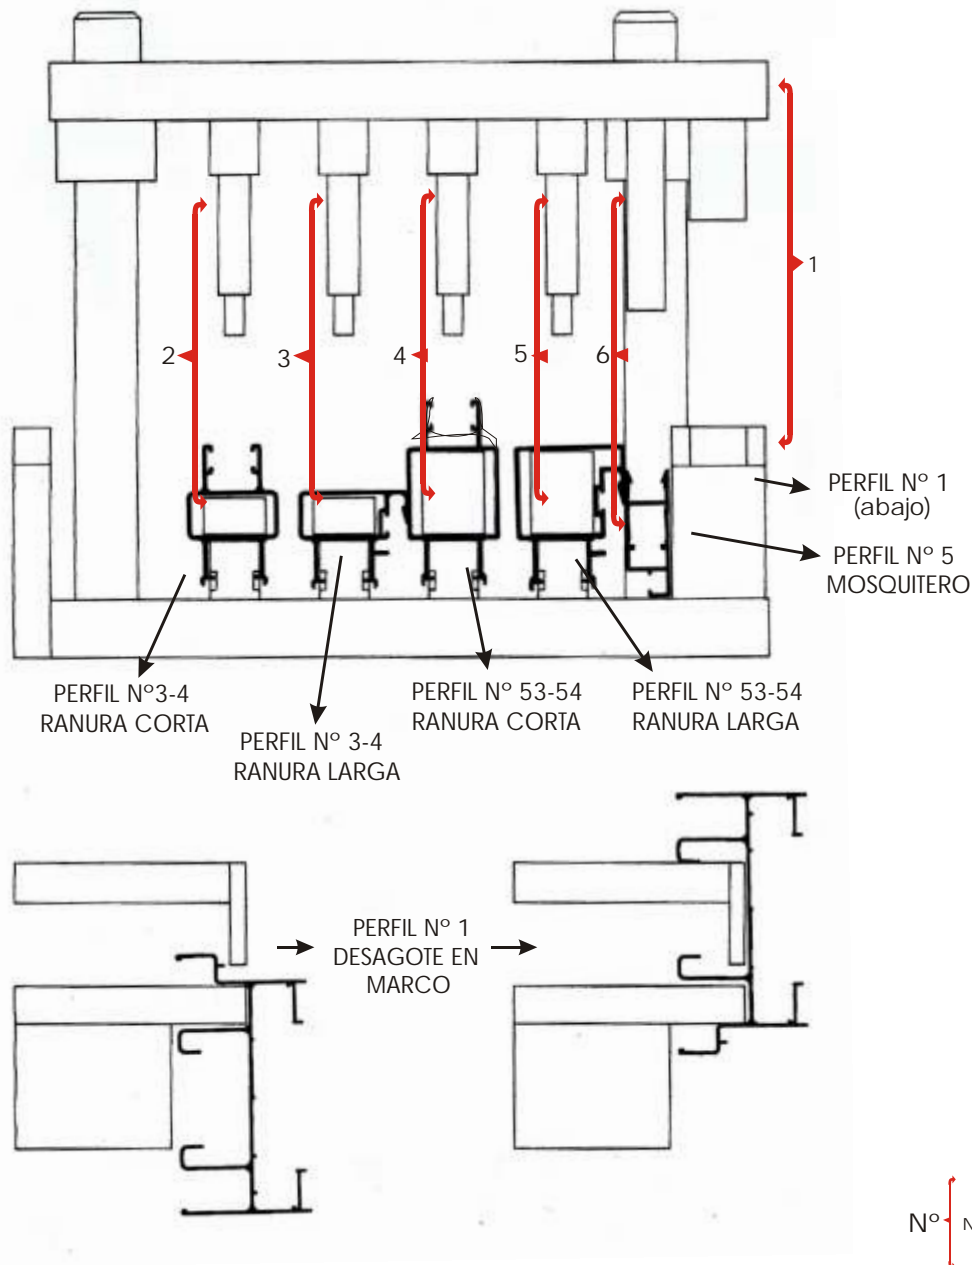 1
2
3
4
5
6
PERFIL Nº 1
(abajo)
PERFIL Nº 5
MOSQUITERO
PERFIL Nº3-4
RANURA CORTA
PERFIL Nº 3-4
RANURA LARGA
PERFIL Nº 53-54
RANURA CORTA
PERFIL Nº 53-54
RANURA LARGA
PERFIL Nº 1
DESAGOTE EN
MARCO
Nº
N